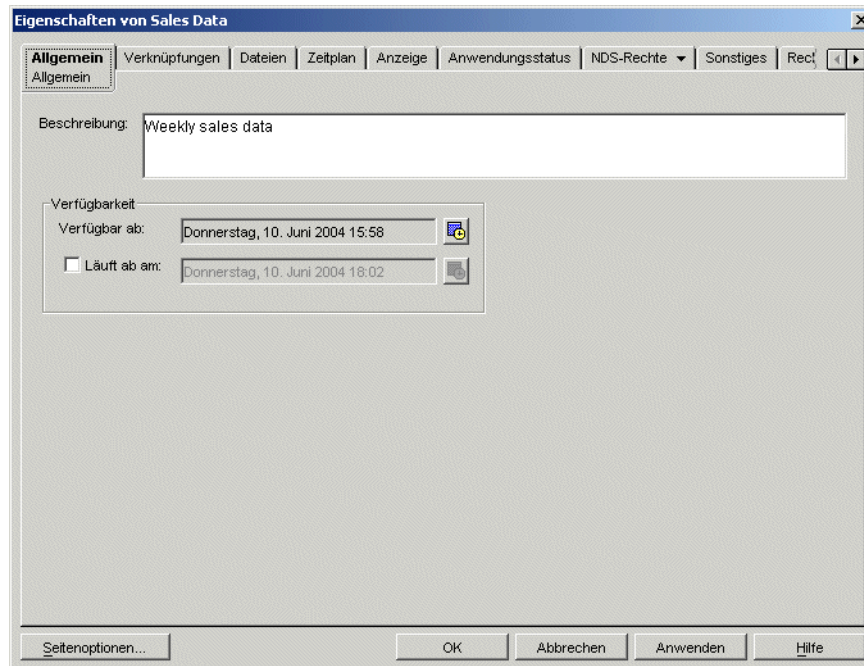 Eigenschaften von Sales Data
Allgemein Verknüpfungen Dateien Zeitplan Anzeige Anwendungsstatus NDS-Rechte Sonstiges
Allgemein
Beschreibung: Weekly sales data
Verfügbarkeit
Verfügbar ab: Donnerstag, 10. Juni 2004 15:58
Läuft ab am: Donnerstag, 10. Juni 2004 18:02
Seitenoptionen... OK Abbrechen Anwenden Hilfe